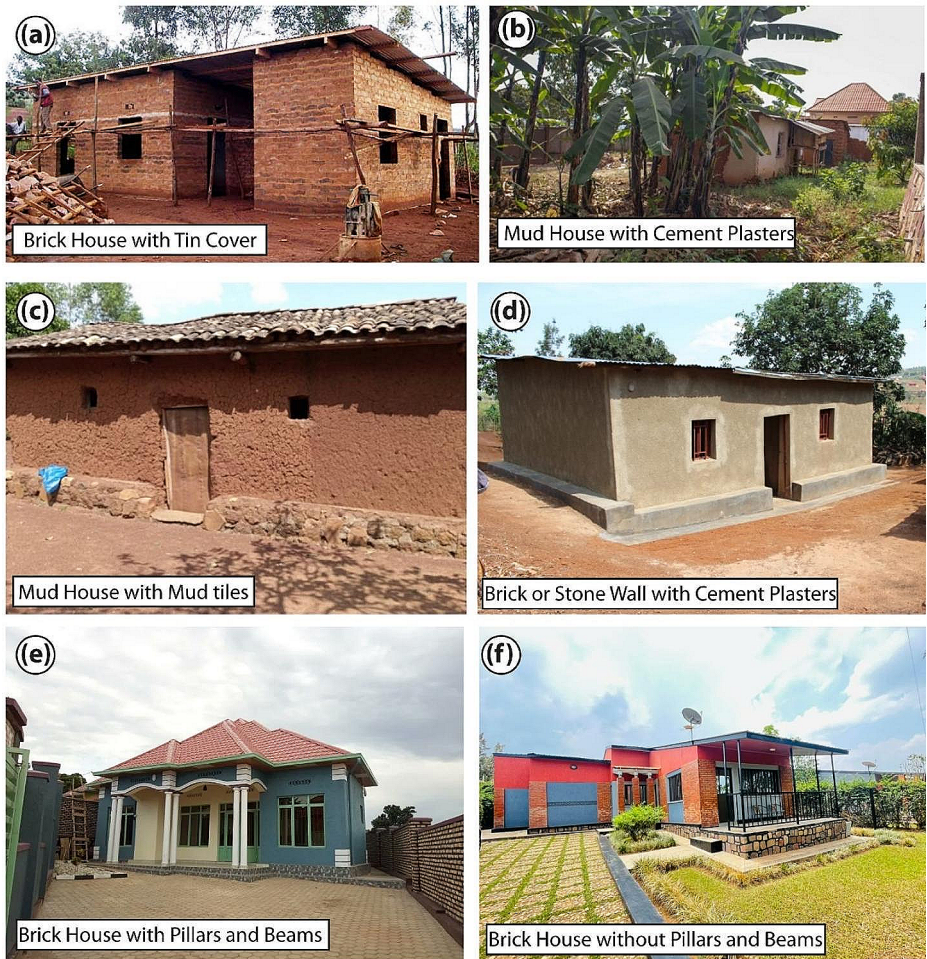 (a)
Brick House with Tin Cover
(b)
Mud House with Cement Plasters
(c)
Mud House with Mud tiles
(d)
Brick or Stone Wall with Cement Plasters
(e)
Brick House with Pillars and Beams
(f)
Brick House without Pillars and Beams